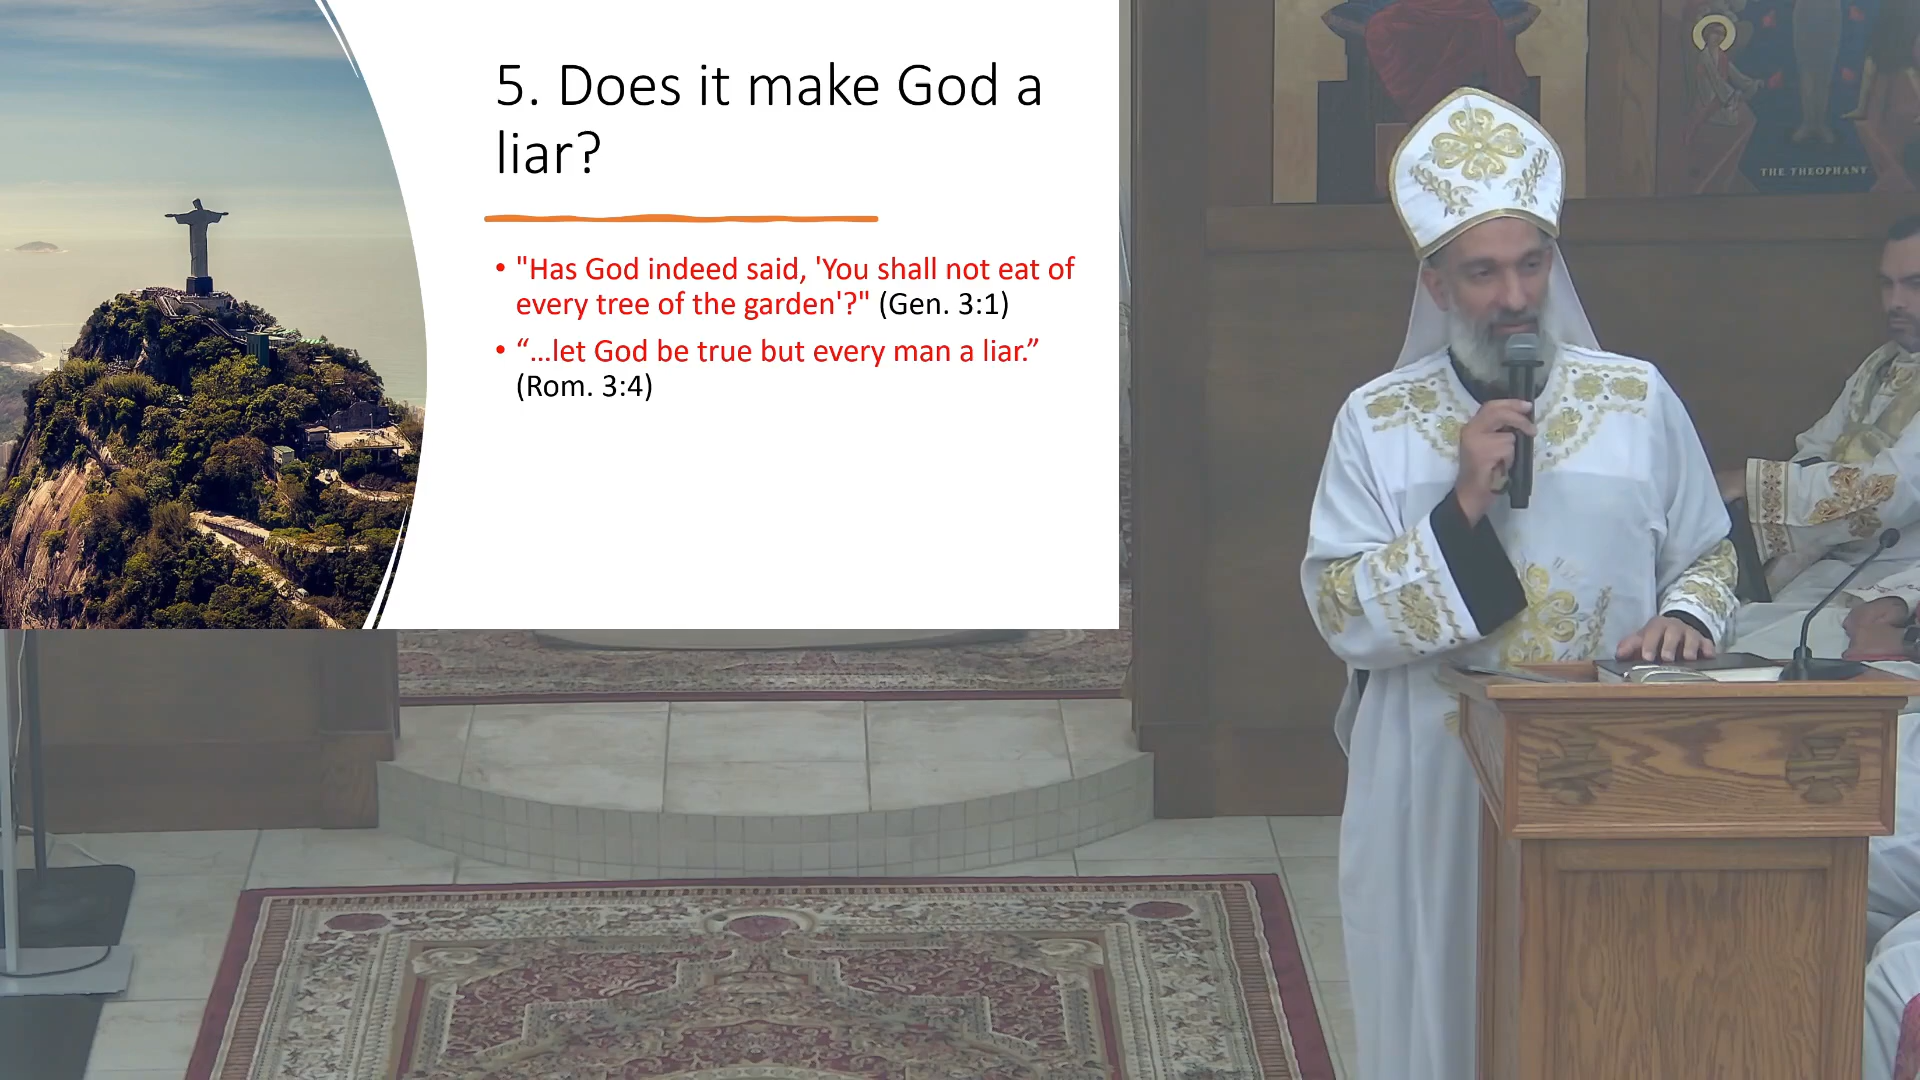 5. Does it make God a
liar?
• "Has God indeed said, 'You shall not eat of
every tree of the garden'?" (Gen. 3:1)
• “…let God be true but every man a liar.”
(Rom. 3:4)
THE THEOPHANY